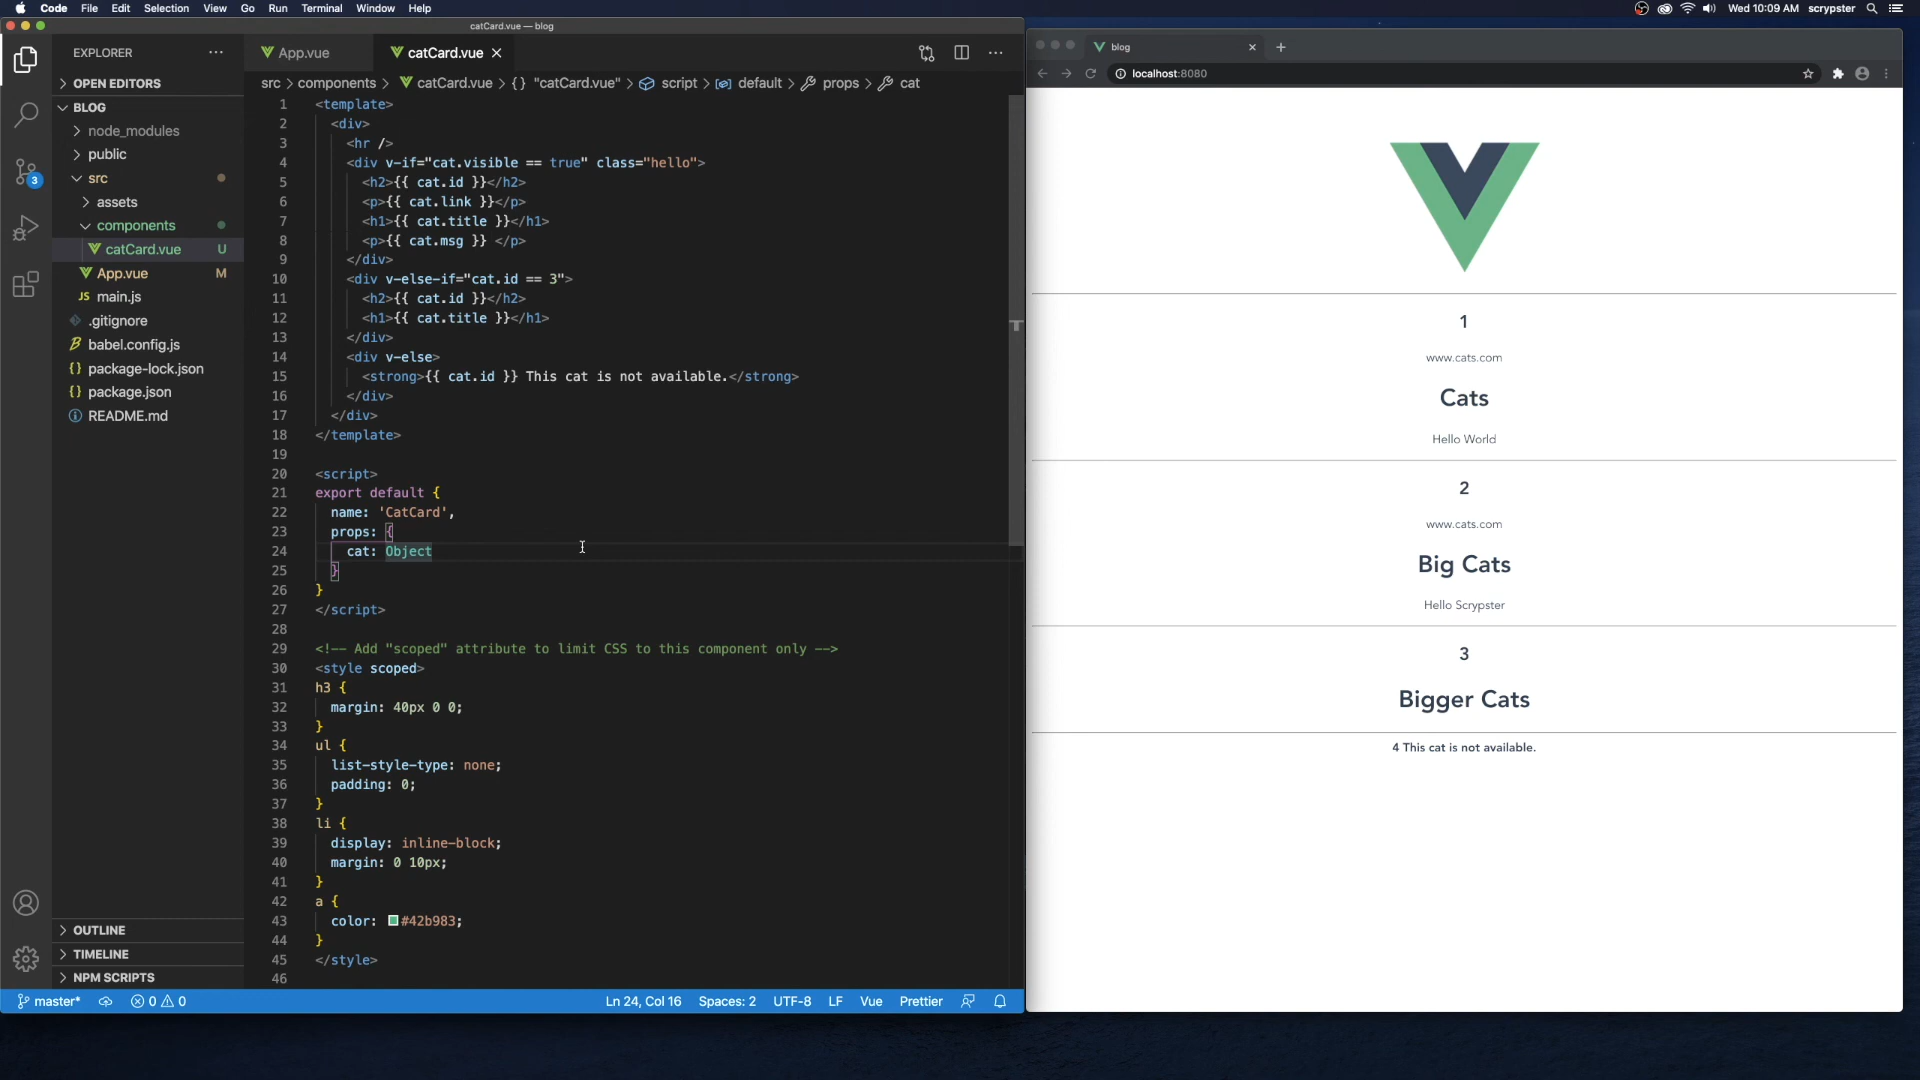 Code File Edit Selection View Go Run Terminal Window Help
Wed 10:09 AM scrypster
catCard.vue — blog
EXPLORER
OPEN EDITORS
BLOG
node_modules
public
src
assets
components
catCard.vue U
App.vue M
JS main.js
.gitignore
babel.config.js
{} package-lock.json
{} package.json
README.md
3
OUTLINE
TIMELINE
NPM SCRIPTS
App.vue
catCard.vue
src > components > catCard.vue > {} "catCard.vue" > script > default > props > cat
1 <template>
2 <div>
3 <hr />
4 <div v-if="cat.visible == true" class="hello">
5 <h2>{{ cat.id }}</h2>
6 <p>{{ cat.link }}</p>
7 <h1>{{ cat.title }}</h1>
8 <p>{{ cat.msg }} </p>
9 </div>
10 <div v-else-if="cat.id == 3">
11 <h2>{{ cat.id }}</h2>
12 <h1>{{ cat.title }}</h1>
13 </div>
14 <div v-else>
15 <strong>{{ cat.id }} This cat is not available.</strong>
16 </div>
17 </div>
18 </template>
19
20 <script>
21 export default {
22 name: 'CatCard',
23 props: {
24 cat: Object
25 }
26 }
27 </script>
28
29 <!-- Add "scoped" attribute to limit CSS to this component only -->
30 <style scoped>
31 h3 {
32 margin: 40px 0 0;
33 }
34 ul {
35 list-style-type: none;
36 padding: 0;
37 }
38 li {
39 display: inline-block;
40 margin: 0 10px;
41 }
42 a {
43 color: #42b983;
44 }
45 </style>
46
master* 0 0
Ln 24, Col 16 Spaces: 2 UTF-8 LF Vue Prettier
blog
localhost:8080
1
www.cats.com
Cats
Hello World
2
www.cats.com
Big Cats
Hello Scrypster
3
Bigger Cats
4 This cat is not available.